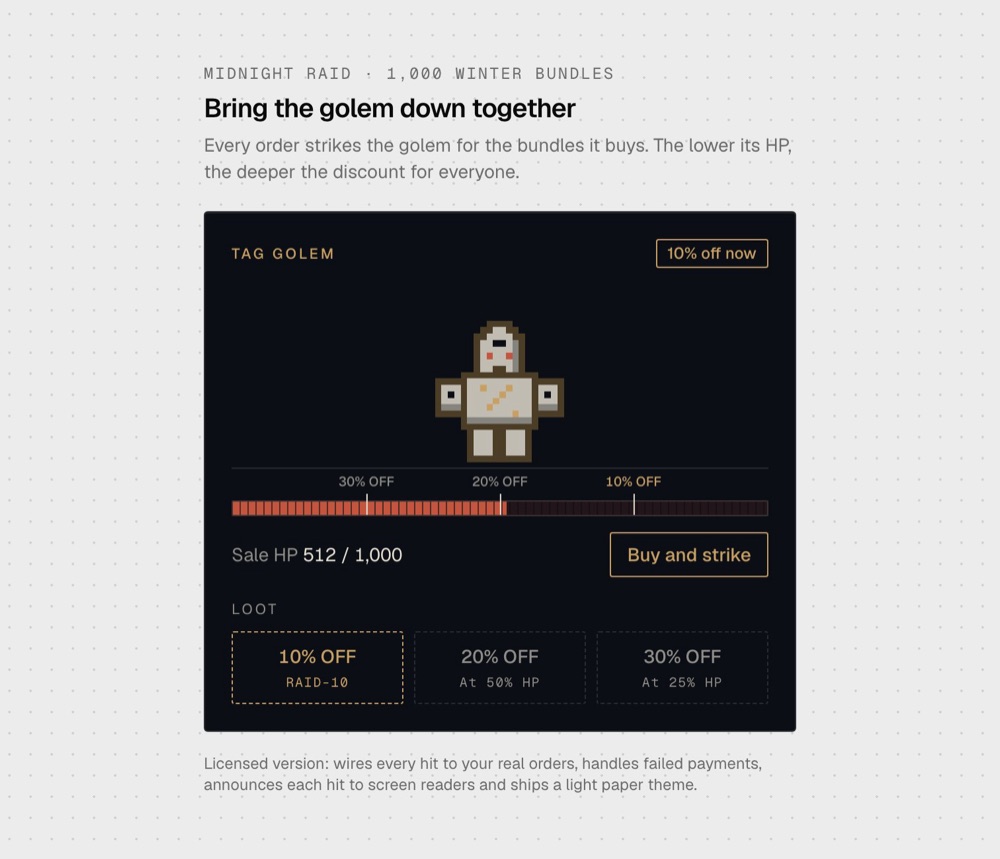 MIDNIGHT RAID · 1,000 WINTER BUNDLES
Bring the golem down together
Every order strikes the golem for the bundles it buys. The lower its HP,
the deeper the discount for everyone.
TAG GOLEM
10% off now
30% OFF
20% OFF
10% OFF
Sale HP 512 / 1,000
Buy and strike
LOOT
10% OFF
RAID-10
20% OFF
At 50% HP
30% OFF
At 25% HP
Licensed version: wires every hit to your real orders, handles failed payments,
announces each hit to screen readers and ships a light paper theme.